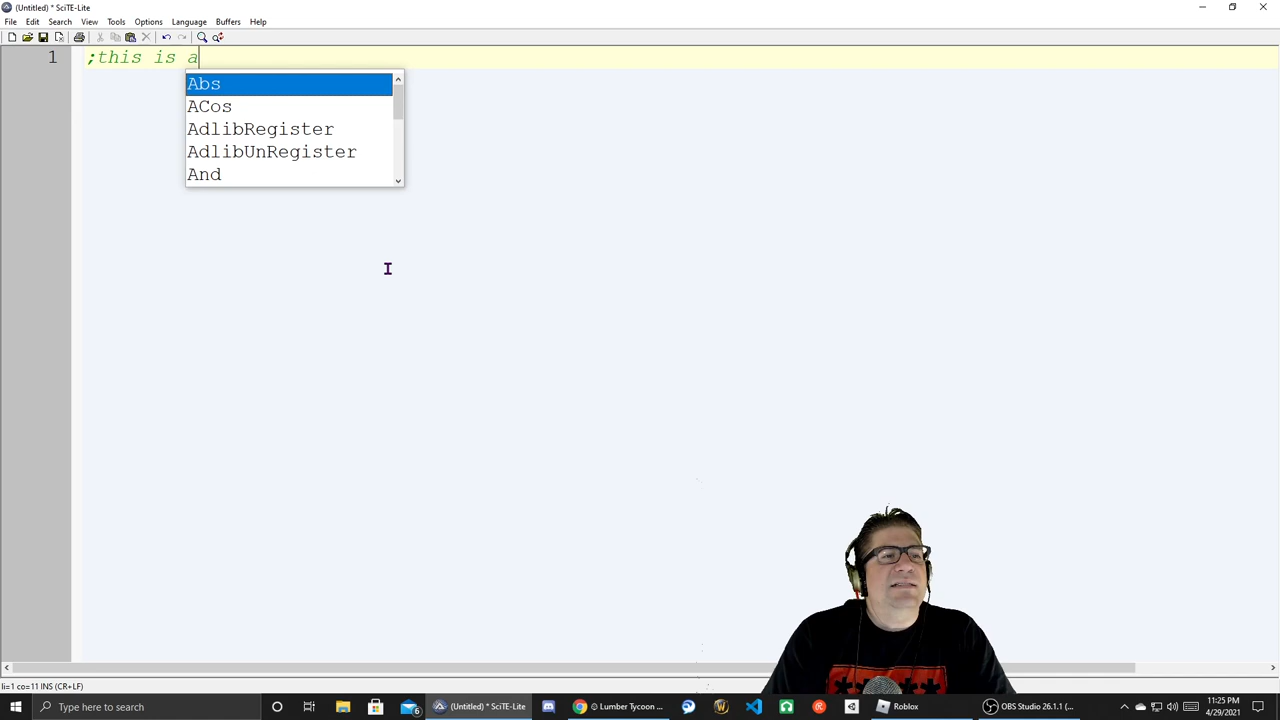 (Untitled) * SciTE-Lite
File Edit Search View Tools Options Language Buffers Help
1 ;this is a
Abs
ACos
AdlibRegister
AdlibUnRegister
And
li=1 co=11 INS (CR+LF)
Type here to search
6
(Untitled) * SciTE-Lite
© Lumber Tycoon ...
Roblox
OBS Studio 26.1.1 (...
11:25 PM
4/29/2021